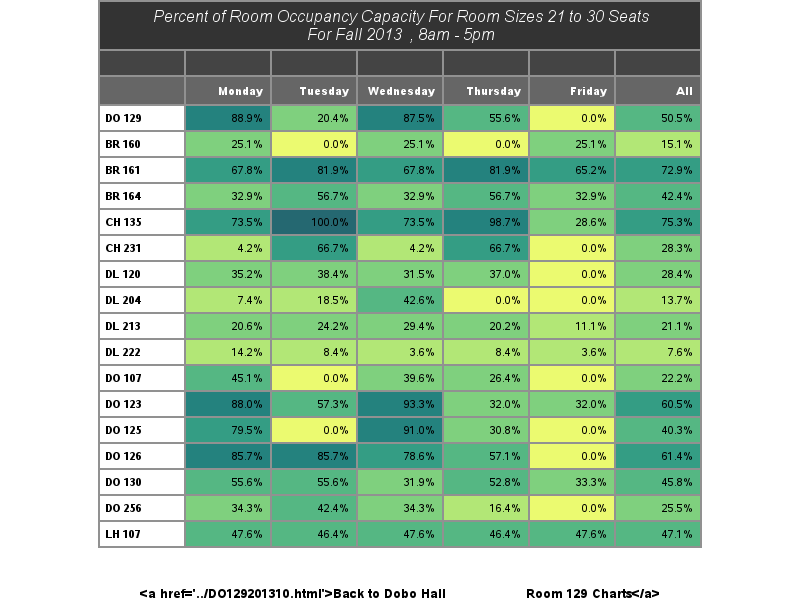 Percent of Room Occupancy Capacity For Room Sizes 21 to 30 Seats
For Fall 2013 , 8am - 5pm
Monday Tuesday Wednesday Thursday Friday All
DO 129 88.9% 20.4% 87.5% 55.6% 0.0% 50.5%
BR 160 25.1% 0.0% 25.1% 0.0% 25.1% 15.1%
BR 161 67.8% 81.9% 67.8% 81.9% 65.2% 72.9%
BR 164 32.9% 56.7% 32.9% 56.7% 32.9% 42.4%
CH 135 73.5% 100.0% 73.5% 98.7% 28.6% 75.3%
CH 231 4.2% 66.7% 4.2% 66.7% 0.0% 28.3%
DL 120 35.2% 38.4% 31.5% 37.0% 0.0% 28.4%
DL 204 7.4% 18.5% 42.6% 0.0% 0.0% 13.7%
DL 213 20.6% 24.2% 29.4% 20.2% 11.1% 21.1%
DL 222 14.2% 8.4% 3.6% 8.4% 3.6% 7.6%
DO 107 45.1% 0.0% 39.6% 26.4% 0.0% 22.2%
DO 123 88.0% 57.3% 93.3% 32.0% 32.0% 60.5%
DO 125 79.5% 0.0% 91.0% 30.8% 0.0% 40.3%
DO 126 85.7% 85.7% 78.6% 57.1% 0.0% 61.4%
DO 130 55.6% 55.6% 31.9% 52.8% 33.3% 45.8%
DO 256 34.3% 42.4% 34.3% 16.4% 0.0% 25.5%
LH 107 47.6% 46.4% 47.6% 46.4% 47.6% 47.1%
<a href='../DO129201310.html'>Back to Dobo Hall Room 129 Charts</a>